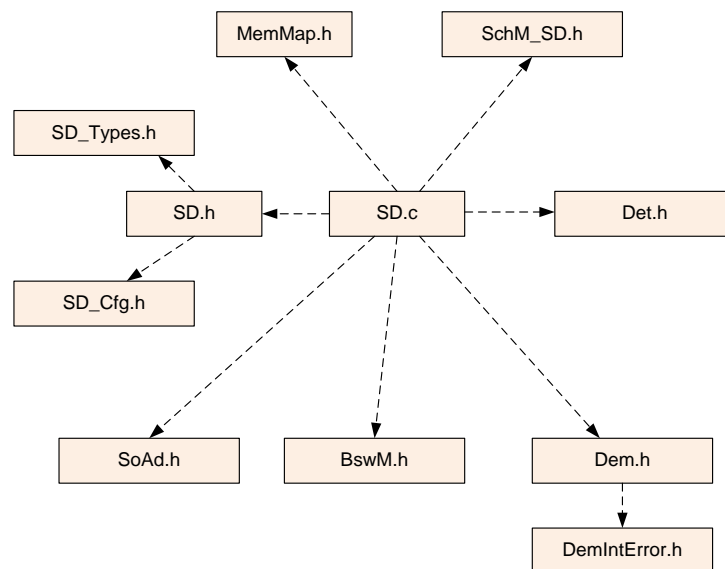 MemMap.h
SchM_SD.h
SD_Types.h
SD.h
SD.c
Det.h
SD_Cfg.h
SoAd.h
BswM.h
Dem.h
DemIntError.h